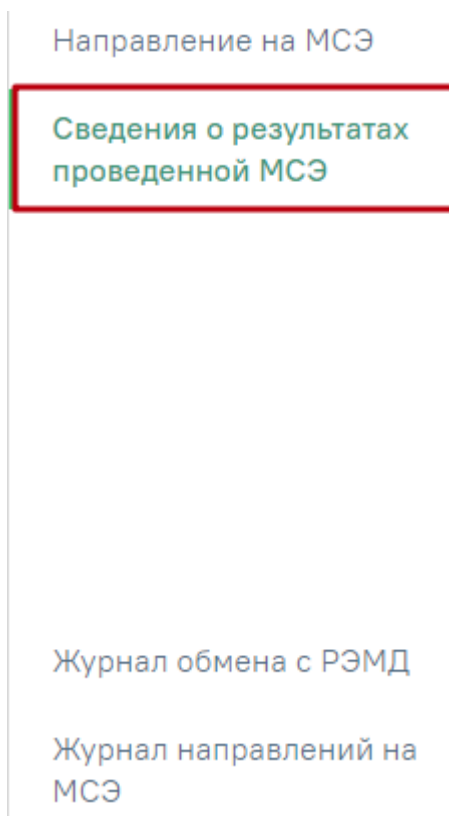 Направление на МСЭ
Сведения о результатах
проведенной МСЭ
Журнал обмена с РЭМД
Журнал направлений на
МСЭ